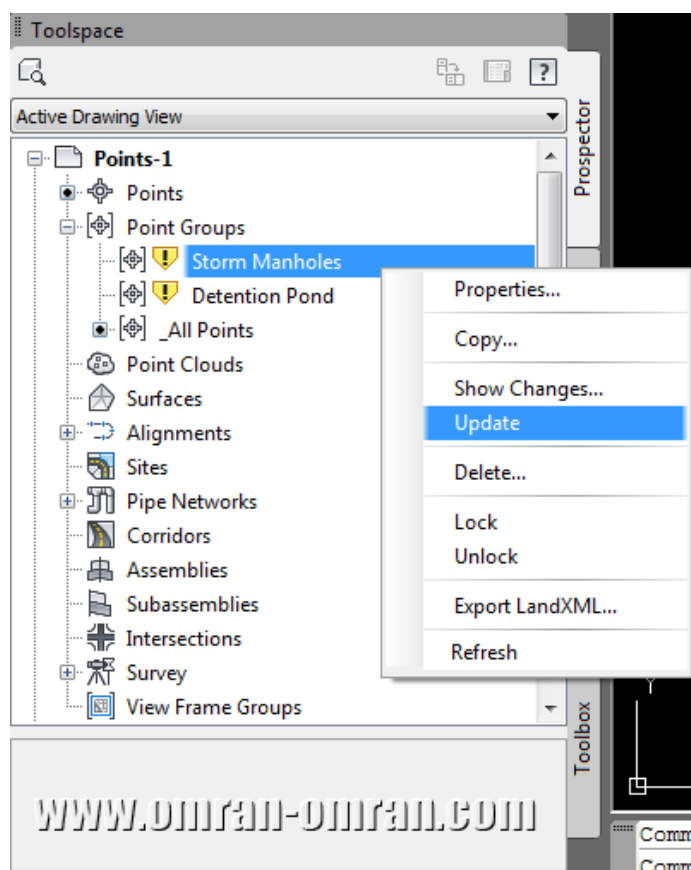 Toolspace
?
Active Drawing View
Points-1
Points
Point Groups
Storm Manholes
Detention Pond
_All Points
Point Clouds
Surfaces
Alignments
Sites
Pipe Networks
Corridors
Assemblies
Subassemblies
Intersections
Survey
View Frame Groups
Prospector
Toolbox
Properties...
Copy...
Show Changes...
Update
Delete...
Lock
Unlock
Export LandXML...
Refresh
Y
www.omran-omran.com
Comm
Comm